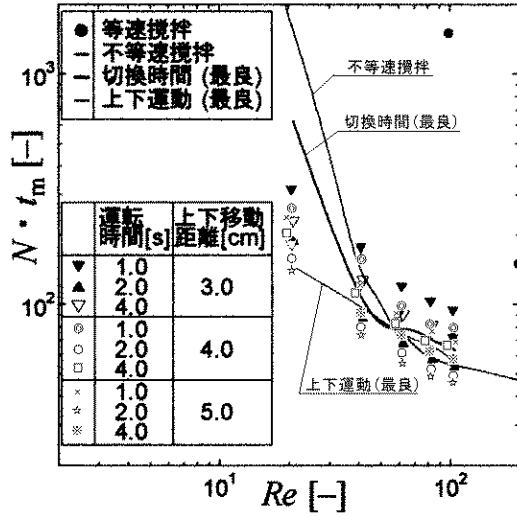 ● 等速攪拌
— 不等速攪拌
— 切換時間 (最良)
— 上下運動 (最良)
不等速攪拌
切換時間(最良)
上下運動(最良)
運転時間[s] 上下移動距離[cm]
▼ 1.0
▲ 2.0 3.0
▽ 4.0
◎ 1.0
○ 2.0 4.0
□ 4.0
× 1.0
☆ 2.0 5.0
※ 4.0
10³
10²
N・tm [−]
10¹ 10²
Re [−]